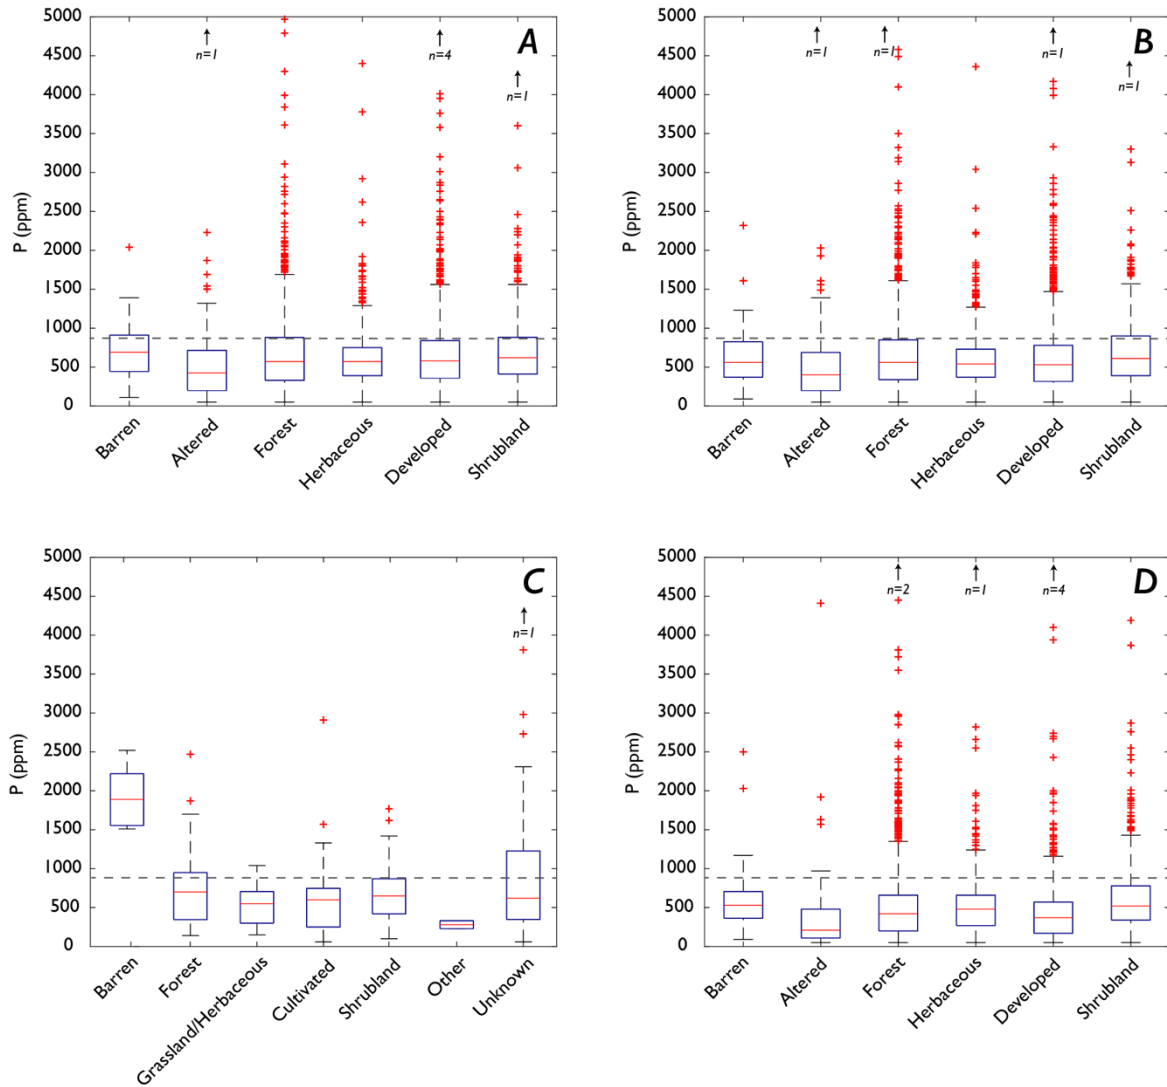 A
5000
4500
4000
3500
3000
2500
2000
1500
1000
500
0
P (ppm)
n=1
n=4
n=1
Barren
Altered
Forest
Herbaceous
Developed
Shrubland
B
5000
4500
4000
3500
3000
2500
2000
1500
1000
500
0
P (ppm)
n=1
n=1
n=1
n=1
Barren
Altered
Forest
Herbaceous
Developed
Shrubland
C
5000
4500
4000
3500
3000
2500
2000
1500
1000
500
0
P (ppm)
n=1
Barren
Forest
Grassland/Herbaceous
Cultivated
Shrubland
Other
Unknown
D
5000
4500
4000
3500
3000
2500
2000
1500
1000
500
0
P (ppm)
n=2
n=1
n=4
Barren
Altered
Forest
Herbaceous
Developed
Shrubland